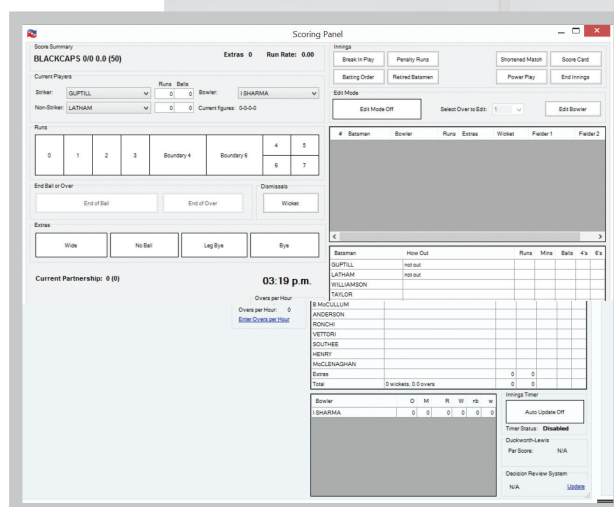 Scoring Panel
Score Summary
BLACKCAPS 0/0 0.0 (50) Extras 0 Run Rate: 0.00
Current Players
Runs Balls
Striker: GUPTILL 0 0 Bowler: I SHARMA
Non-Striker: LATHAM 0 0 Current figures: 0-0-0-0
Runs
0 1 2 3 Boundary 4 Boundary 6 4 5
6 7
End Ball or Over
End of Ball End of Over
Dismissals
Wicket
Extras
Wide No Ball Leg Bye Bye
Current Partnership: 0 (0) 03:19 p.m.
Overs per Hour
Overs per Hour: 0
Enter Overs per Hour
Innings
Break In Play Penalty Runs Shortened Match Score Card
Batting Order Retired Batsmen Power Play End Innings
Edit Mode
Edit Mode Off Select Over to Edit: 1 Edit Bowler
# Batsman Bowler Runs Extras Wicket Fielder 1 Fielder 2
Batsman How Out Runs Mins Balls 4's 6's
GUPTILL not out
LATHAM not out
WILLIAMSON
TAYLOR
B McCULLUM
ANDERSON
RONCHI
VETTORI
SOUTHEE
HENRY
McCLENAGHAN
Extras 0 0
Total 0 wickets, 0.0 overs 0 0
Bowler O M R W nb w
I SHARMA 0 0 0 0 0 0
Innings Timer
Auto Update Off
Timer Status: Disabled
Duckworth-Lewis
Par Score: N/A
Decision Review System
N/A Update